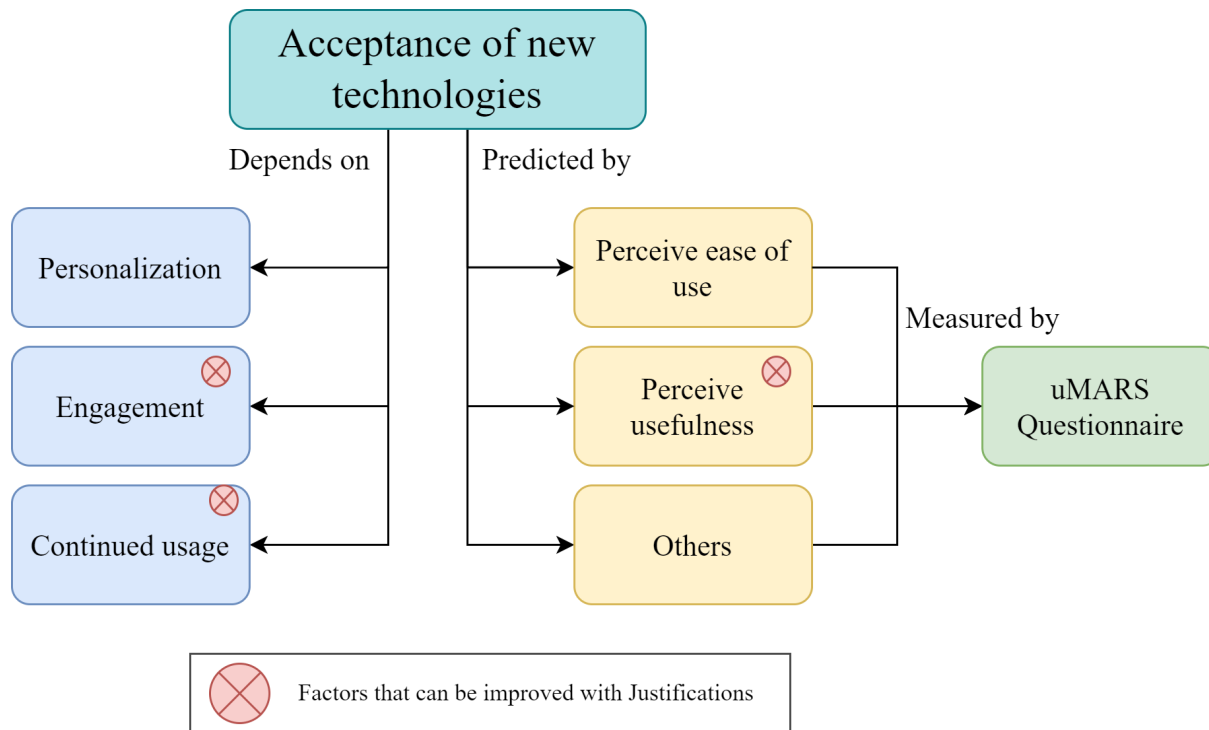 Acceptance of new
technologies
Depends on
Predicted by
Personalization
Perceive ease of
use
Measured by
Engagement
Perceive
usefulness
uMARS
Questionnaire
Continued usage
Others
Factors that can be improved with Justifications